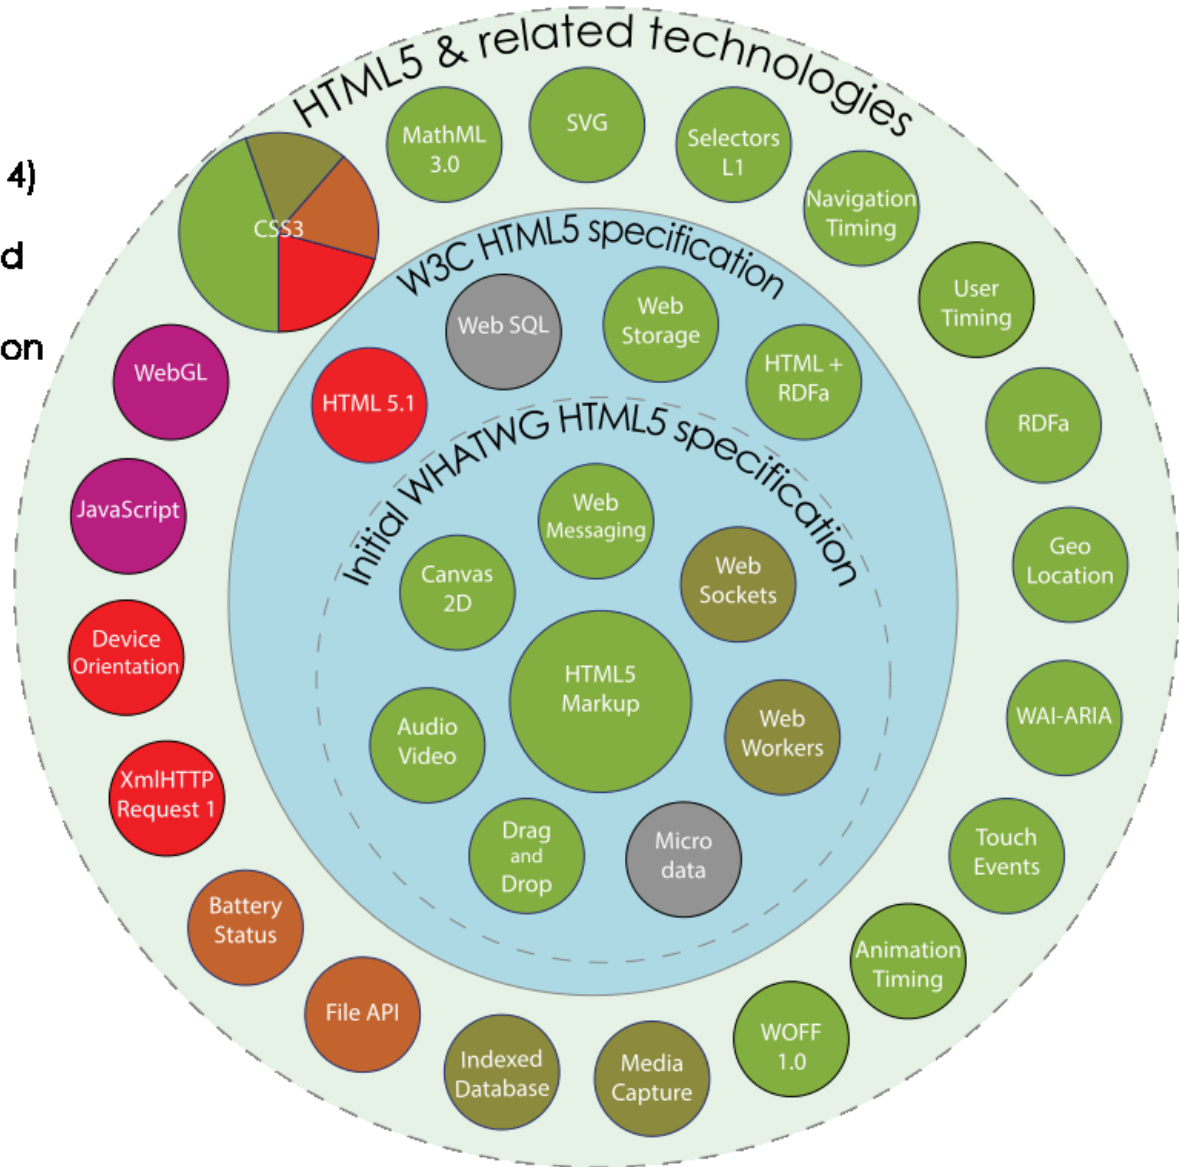 HTML5 & related technologies
4)
d
on
MathML
3.0
SVG
Selectors
L1
Navigation
Timing
User
Timing
RDFa
Geo
Location
WAI-ARIA
Touch
Events
Animation
Timing
WOFF
1.0
Media
Capture
Indexed
Database
File API
Battery
Status
XmlHTTP
Request 1
Device
Orientation
JavaScript
WebGL
CSS3
W3C HTML5 specification
HTML 5.1
Web SQL
Web
Storage
HTML +
RDFa
Initial WHATWG HTML5 specification
Web
Messaging
Web
Sockets
Canvas
2D
HTML5
Markup
Audio
Video
Web
Workers
Drag
and
Drop
Micro
data